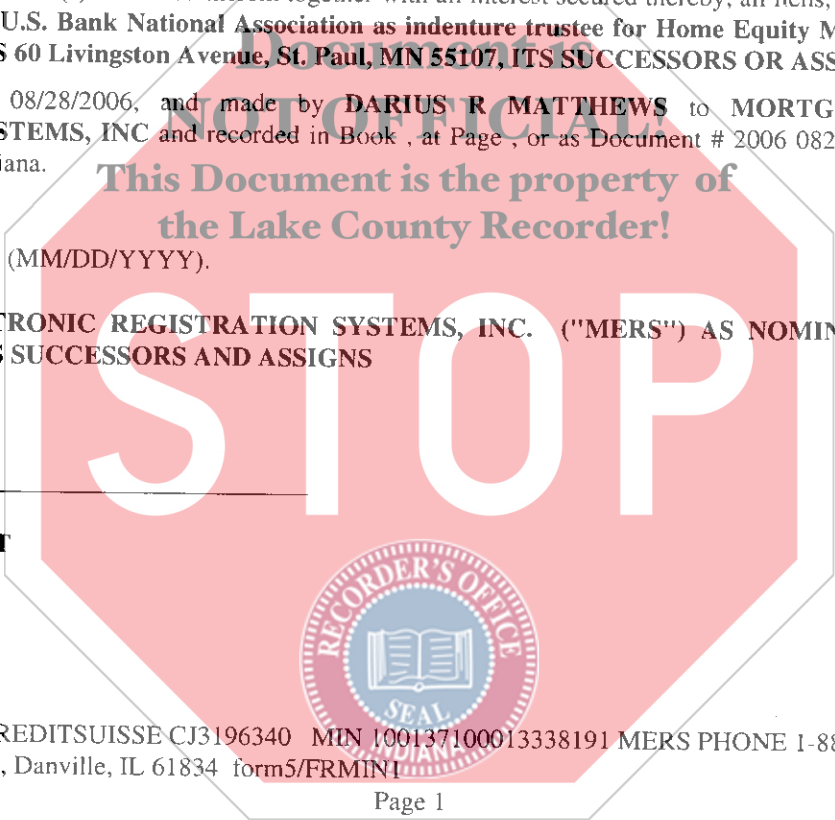 U.S. Bank National Association as indenture trustee for Home Equity M
S 60 Livingston Avenue, St. Paul, MN 55107, ITS SUCCESSORS OR ASS
Document is
08/28/2006, and made by DARIUS R MATTHEWS to MORTG
NOT OFFICIAL!
STEMS, INC and recorded in Book , at Page , or as Document # 2006 082
iana.
This Document is the property of
the Lake County Recorder!
(MM/DD/YYYY).
TRONIC REGISTRATION SYSTEMS, INC. ("MERS") AS NOMIN
S SUCCESSORS AND ASSIGNS
STOP
T
RECORDER'S OFFICE
SEAL
INDIANA
REDITSUISSE CJ3196340 MIN 100137100013338191 MERS PHONE 1-88
, Danville, IL 61834 form5/FRMIN1
Page 1